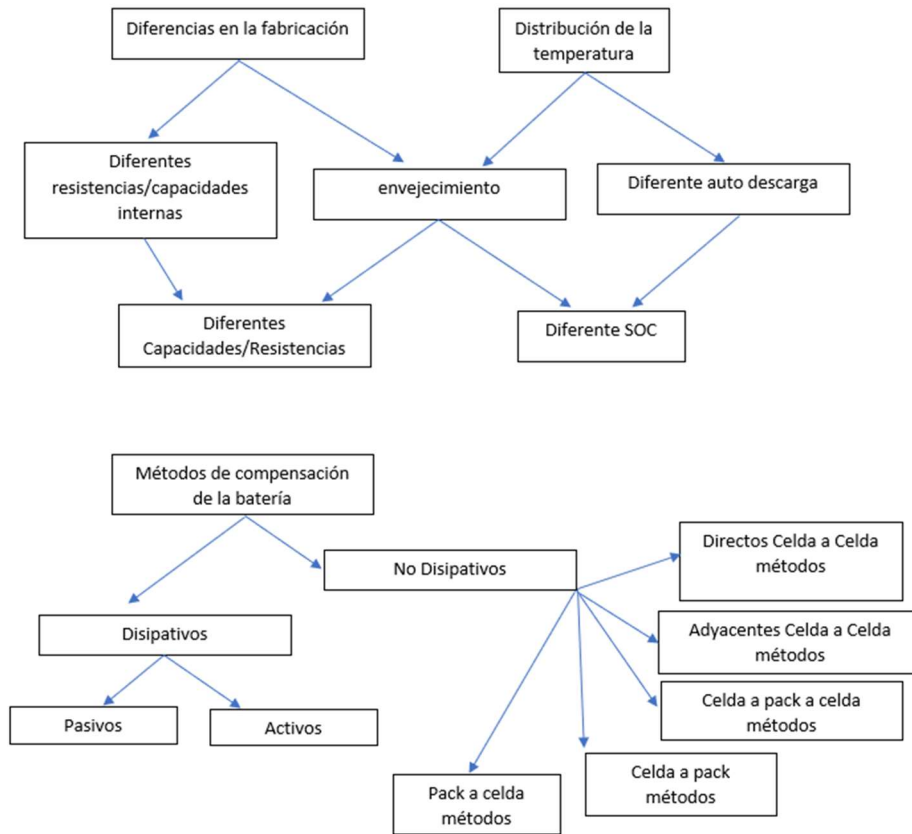 Diferencias en la fabricación
Distribución de la
temperatura
Diferentes
resistencias/capacidades
internas
envejecimiento
Diferente auto descarga
Diferentes
Capacidades/Resistencias
Diferente SOC
Métodos de compensación
de la batería
No Disipativos
Directos Celda a Celda
métodos
Disipativos
Adyacentes Celda a Celda
métodos
Pasivos
Activos
Celda a pack a celda
métodos
Celda a pack
métodos
Pack a celda
métodos